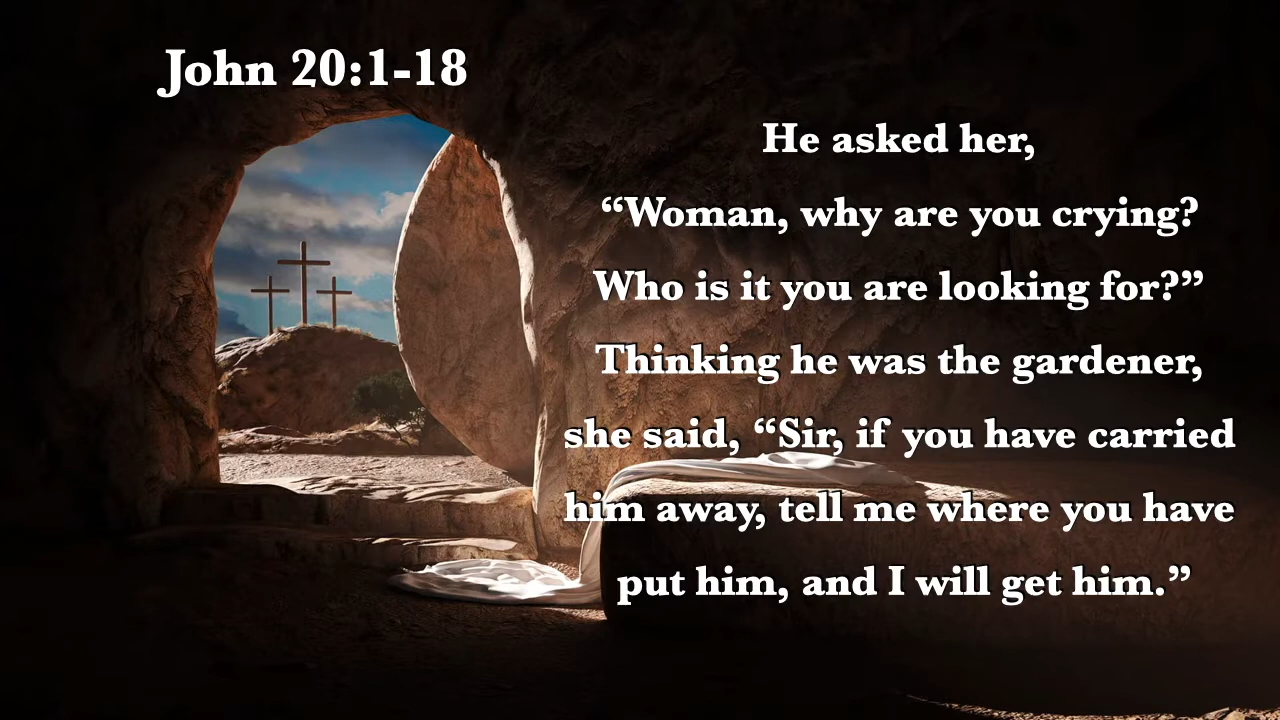 John 20:1-18
He asked her,
“Woman, why are you crying?
Who is it you are looking for?”
Thinking he was the gardener,
she said, “Sir, if you have carried
him away, tell me where you have
put him, and I will get him.”